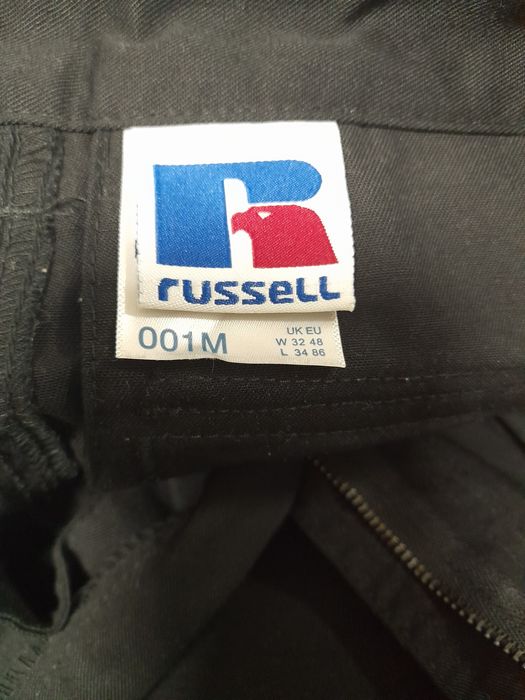 russell
001M
UK EU
W 32 48
L 34 86